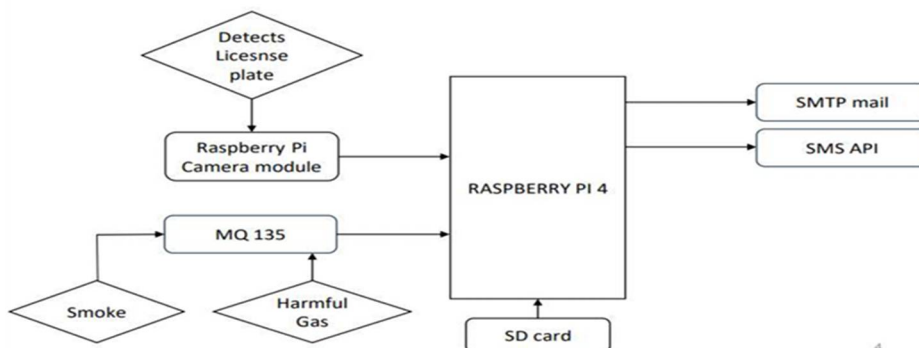 Detects
Licesnse
plate
SMTP mail
Raspberry Pi
Camera module
SMS API
RASPBERRY PI 4
MQ 135
Smoke
Harmful
Gas
SD card